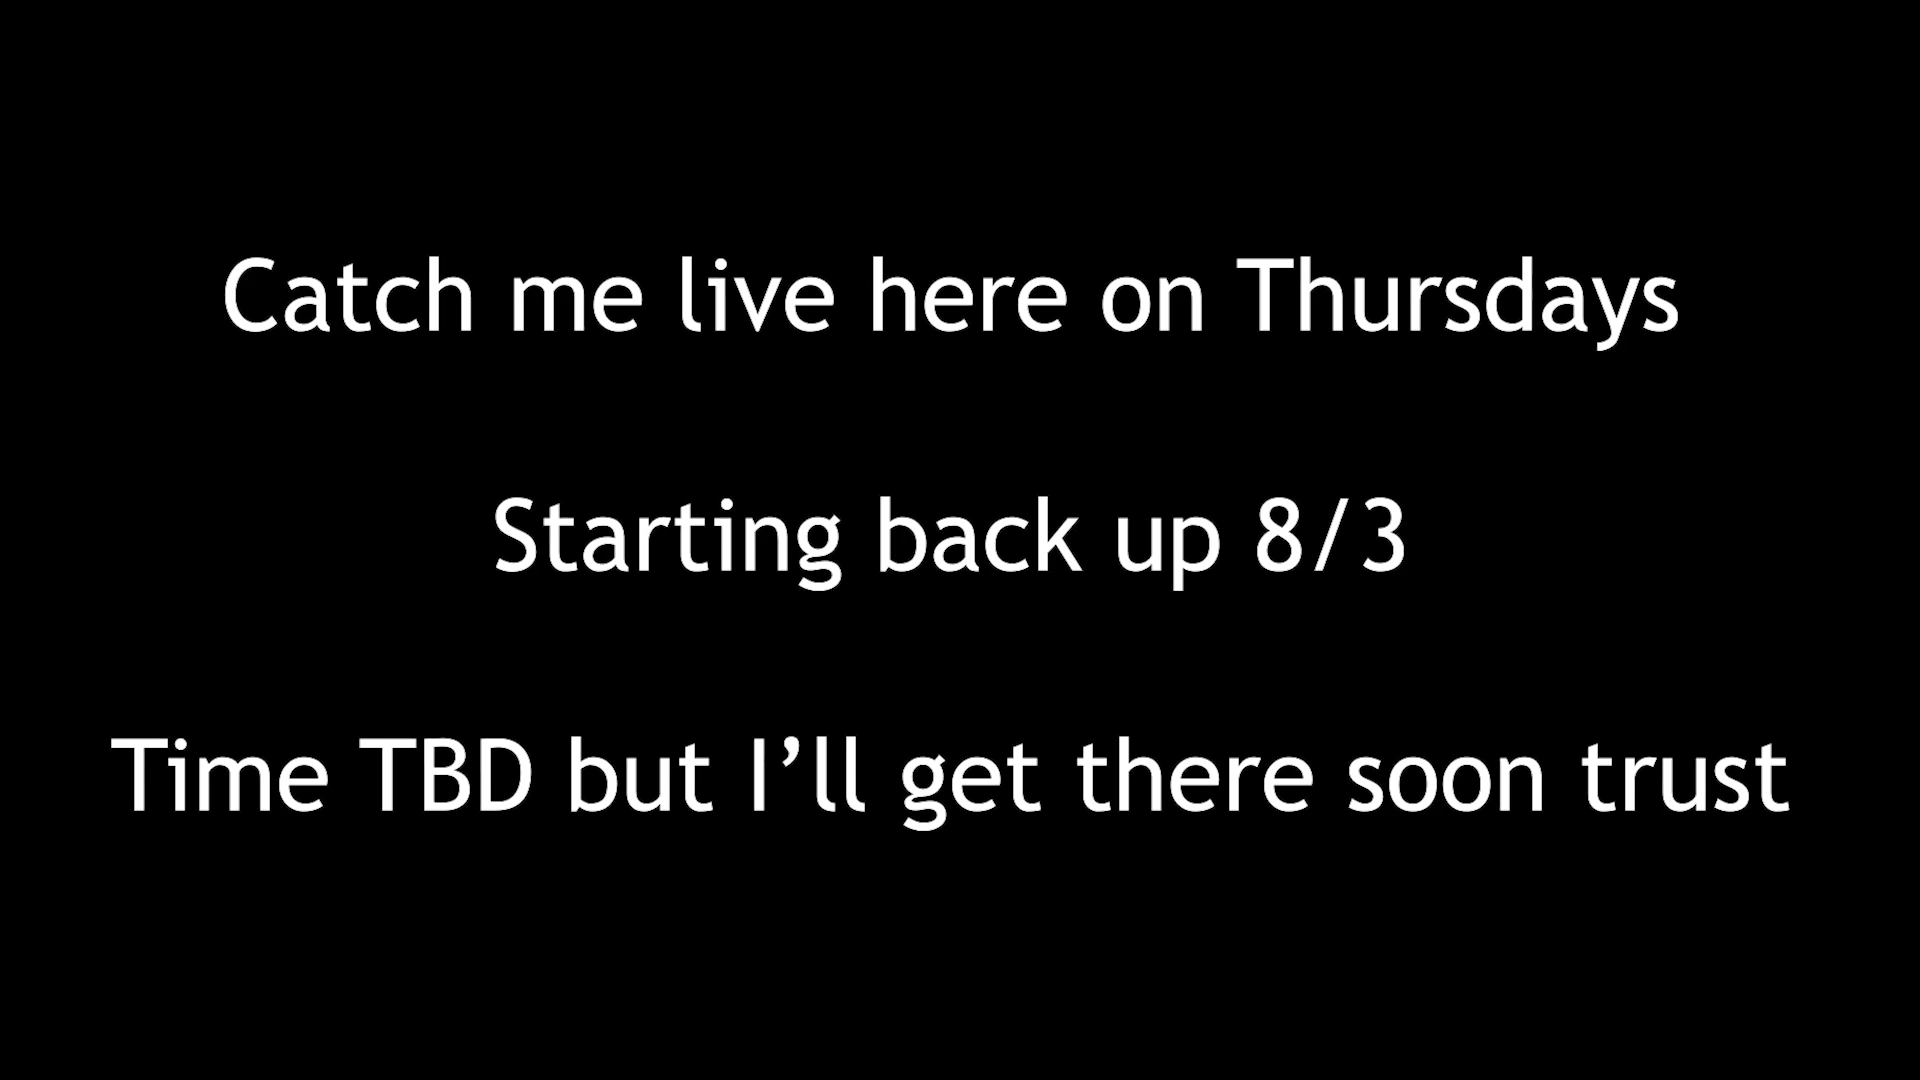 Catch me live here on Thursdays
Starting back up 8/3
Time TBD but I’ll get there soon trust